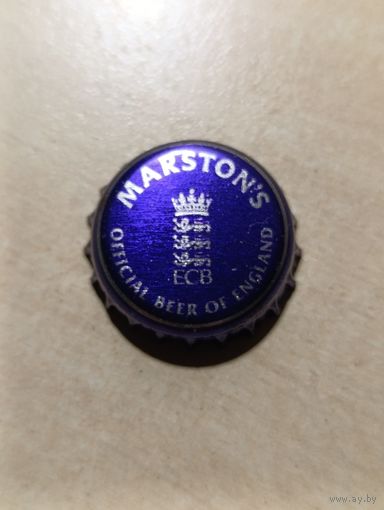 MARSTON'S
ECB
OFFICIAL BEER OF ENGLAND
www.ay.by